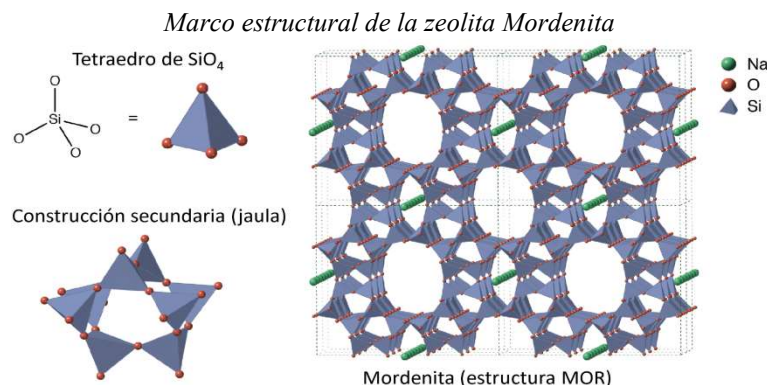 Marco estructural de la zeolita Mordenita
Tetraedro de SiO₄
O
Si
O
O
O
=
Construcción secundaria (jaula)
Na
O
Si
Mordenita (estructura MOR)